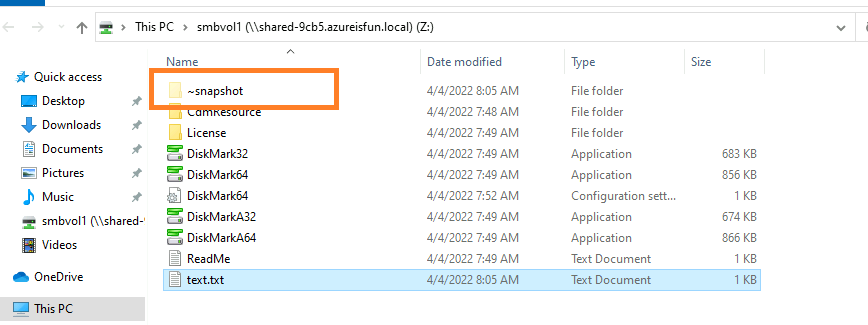 This PC > smbvol1 (\\shared-9cb5.azureisfun.local) (Z:)
Name Date modified Type Size
Quick access
Desktop
Downloads
Documents
Pictures
Music
smbvol1 (\\shared-9
Videos
OneDrive
This PC
~snapshot 4/4/2022 8:05 AM File folder
CdmResource 4/4/2022 7:48 AM File folder
License 4/4/2022 7:49 AM File folder
DiskMark32 4/4/2022 7:49 AM Application 683 KB
DiskMark64 4/4/2022 7:49 AM Application 856 KB
DiskMark64 4/4/2022 7:52 AM Configuration sett... 1 KB
DiskMarkA32 4/4/2022 7:49 AM Application 674 KB
DiskMarkA64 4/4/2022 7:49 AM Application 866 KB
ReadMe 4/4/2022 7:49 AM Text Document 1 KB
text.txt 4/4/2022 8:05 AM Text Document 1 KB